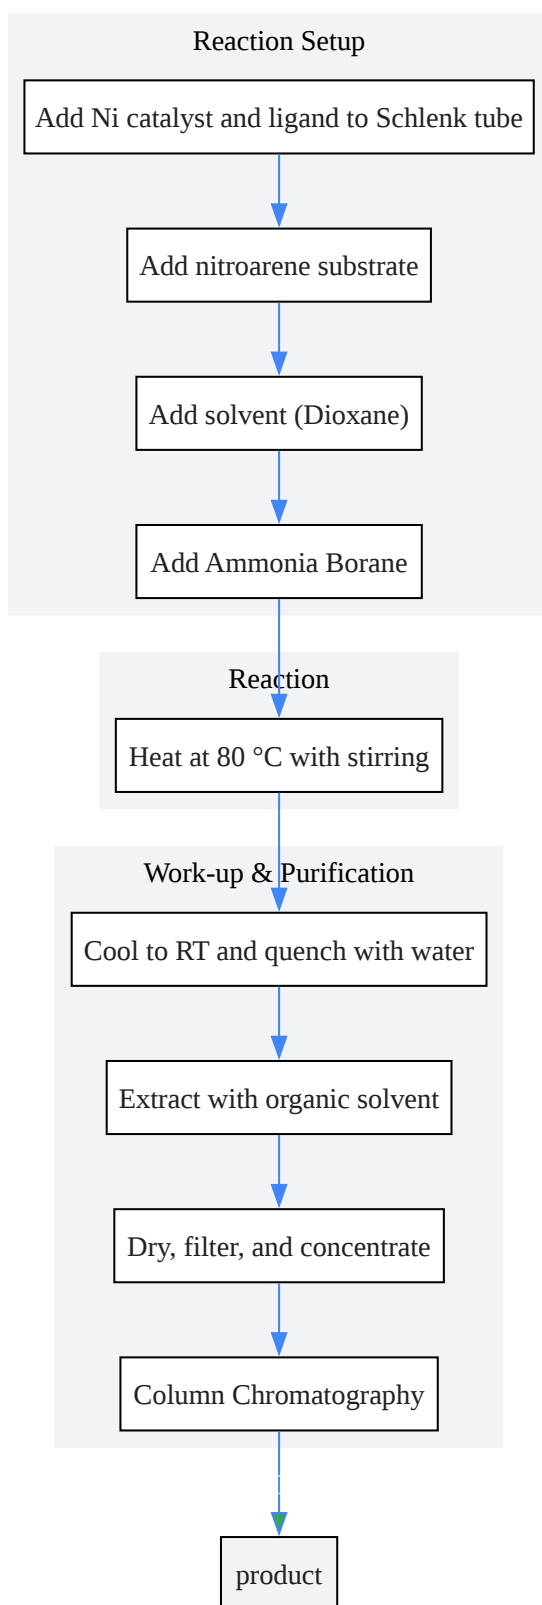 Reaction Setup
Add Ni catalyst and ligand to Schlenk tube
Add nitroarene substrate
Add solvent (Dioxane)
Add Ammonia Borane
Reaction
Heat at 80 °C with stirring
Work-up & Purification
Cool to RT and quench with water
Extract with organic solvent
Dry, filter, and concentrate
Column Chromatography
product